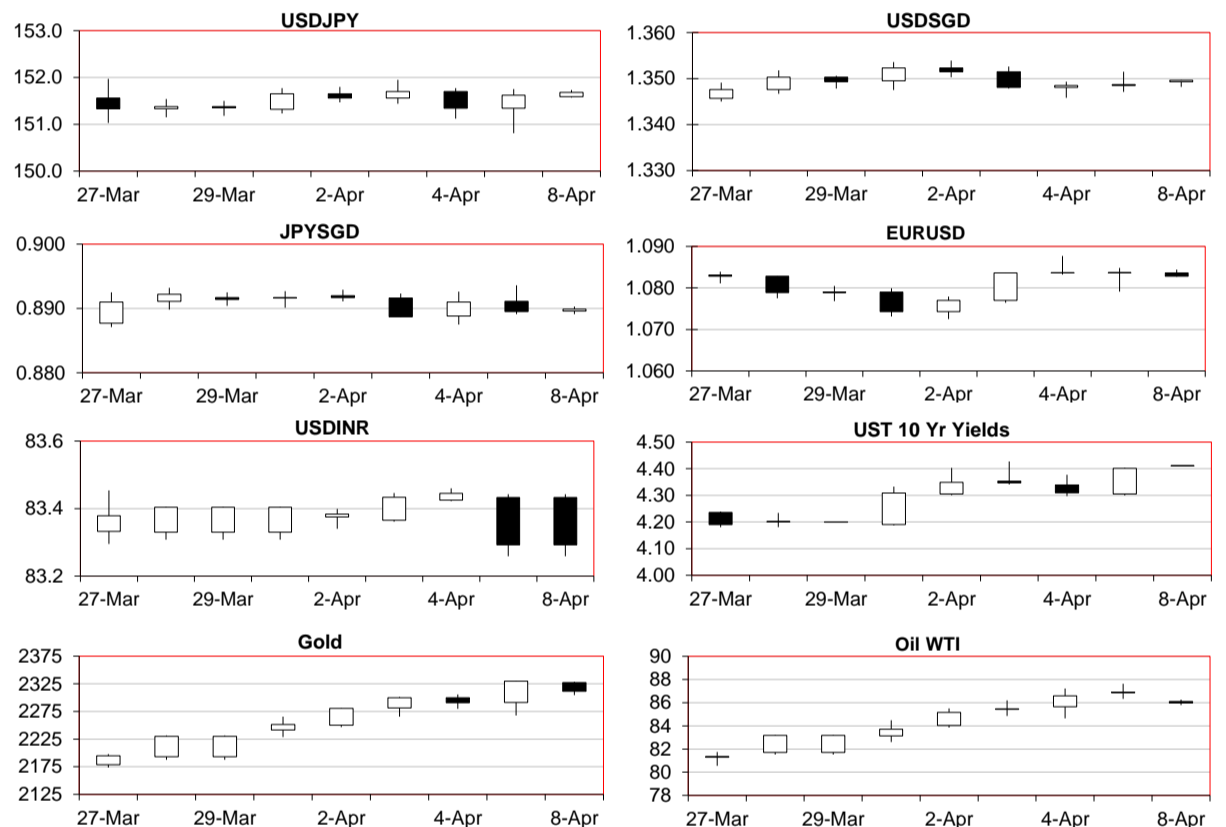 USDJPY
153.0
152.0
151.0
150.0
27-Mar 29-Mar 2-Apr 4-Apr 8-Apr
USDSGD
1.360
1.350
1.340
1.330
27-Mar 29-Mar 2-Apr 4-Apr 8-Apr
JPYSGD
0.900
0.890
0.880
27-Mar 29-Mar 2-Apr 4-Apr 8-Apr
EURUSD
1.090
1.080
1.070
1.060
27-Mar 29-Mar 2-Apr 4-Apr 8-Apr
USDINR
83.6
83.4
83.2
27-Mar 29-Mar 2-Apr 4-Apr 8-Apr
UST 10 Yr Yields
4.50
4.40
4.30
4.20
4.10
4.00
27-Mar 29-Mar 2-Apr 4-Apr 8-Apr
Gold
2375
2325
2275
2225
2175
2125
27-Mar 29-Mar 2-Apr 4-Apr 8-Apr
Oil WTI
90
88
86
84
82
80
78
27-Mar 29-Mar 2-Apr 4-Apr 8-Apr